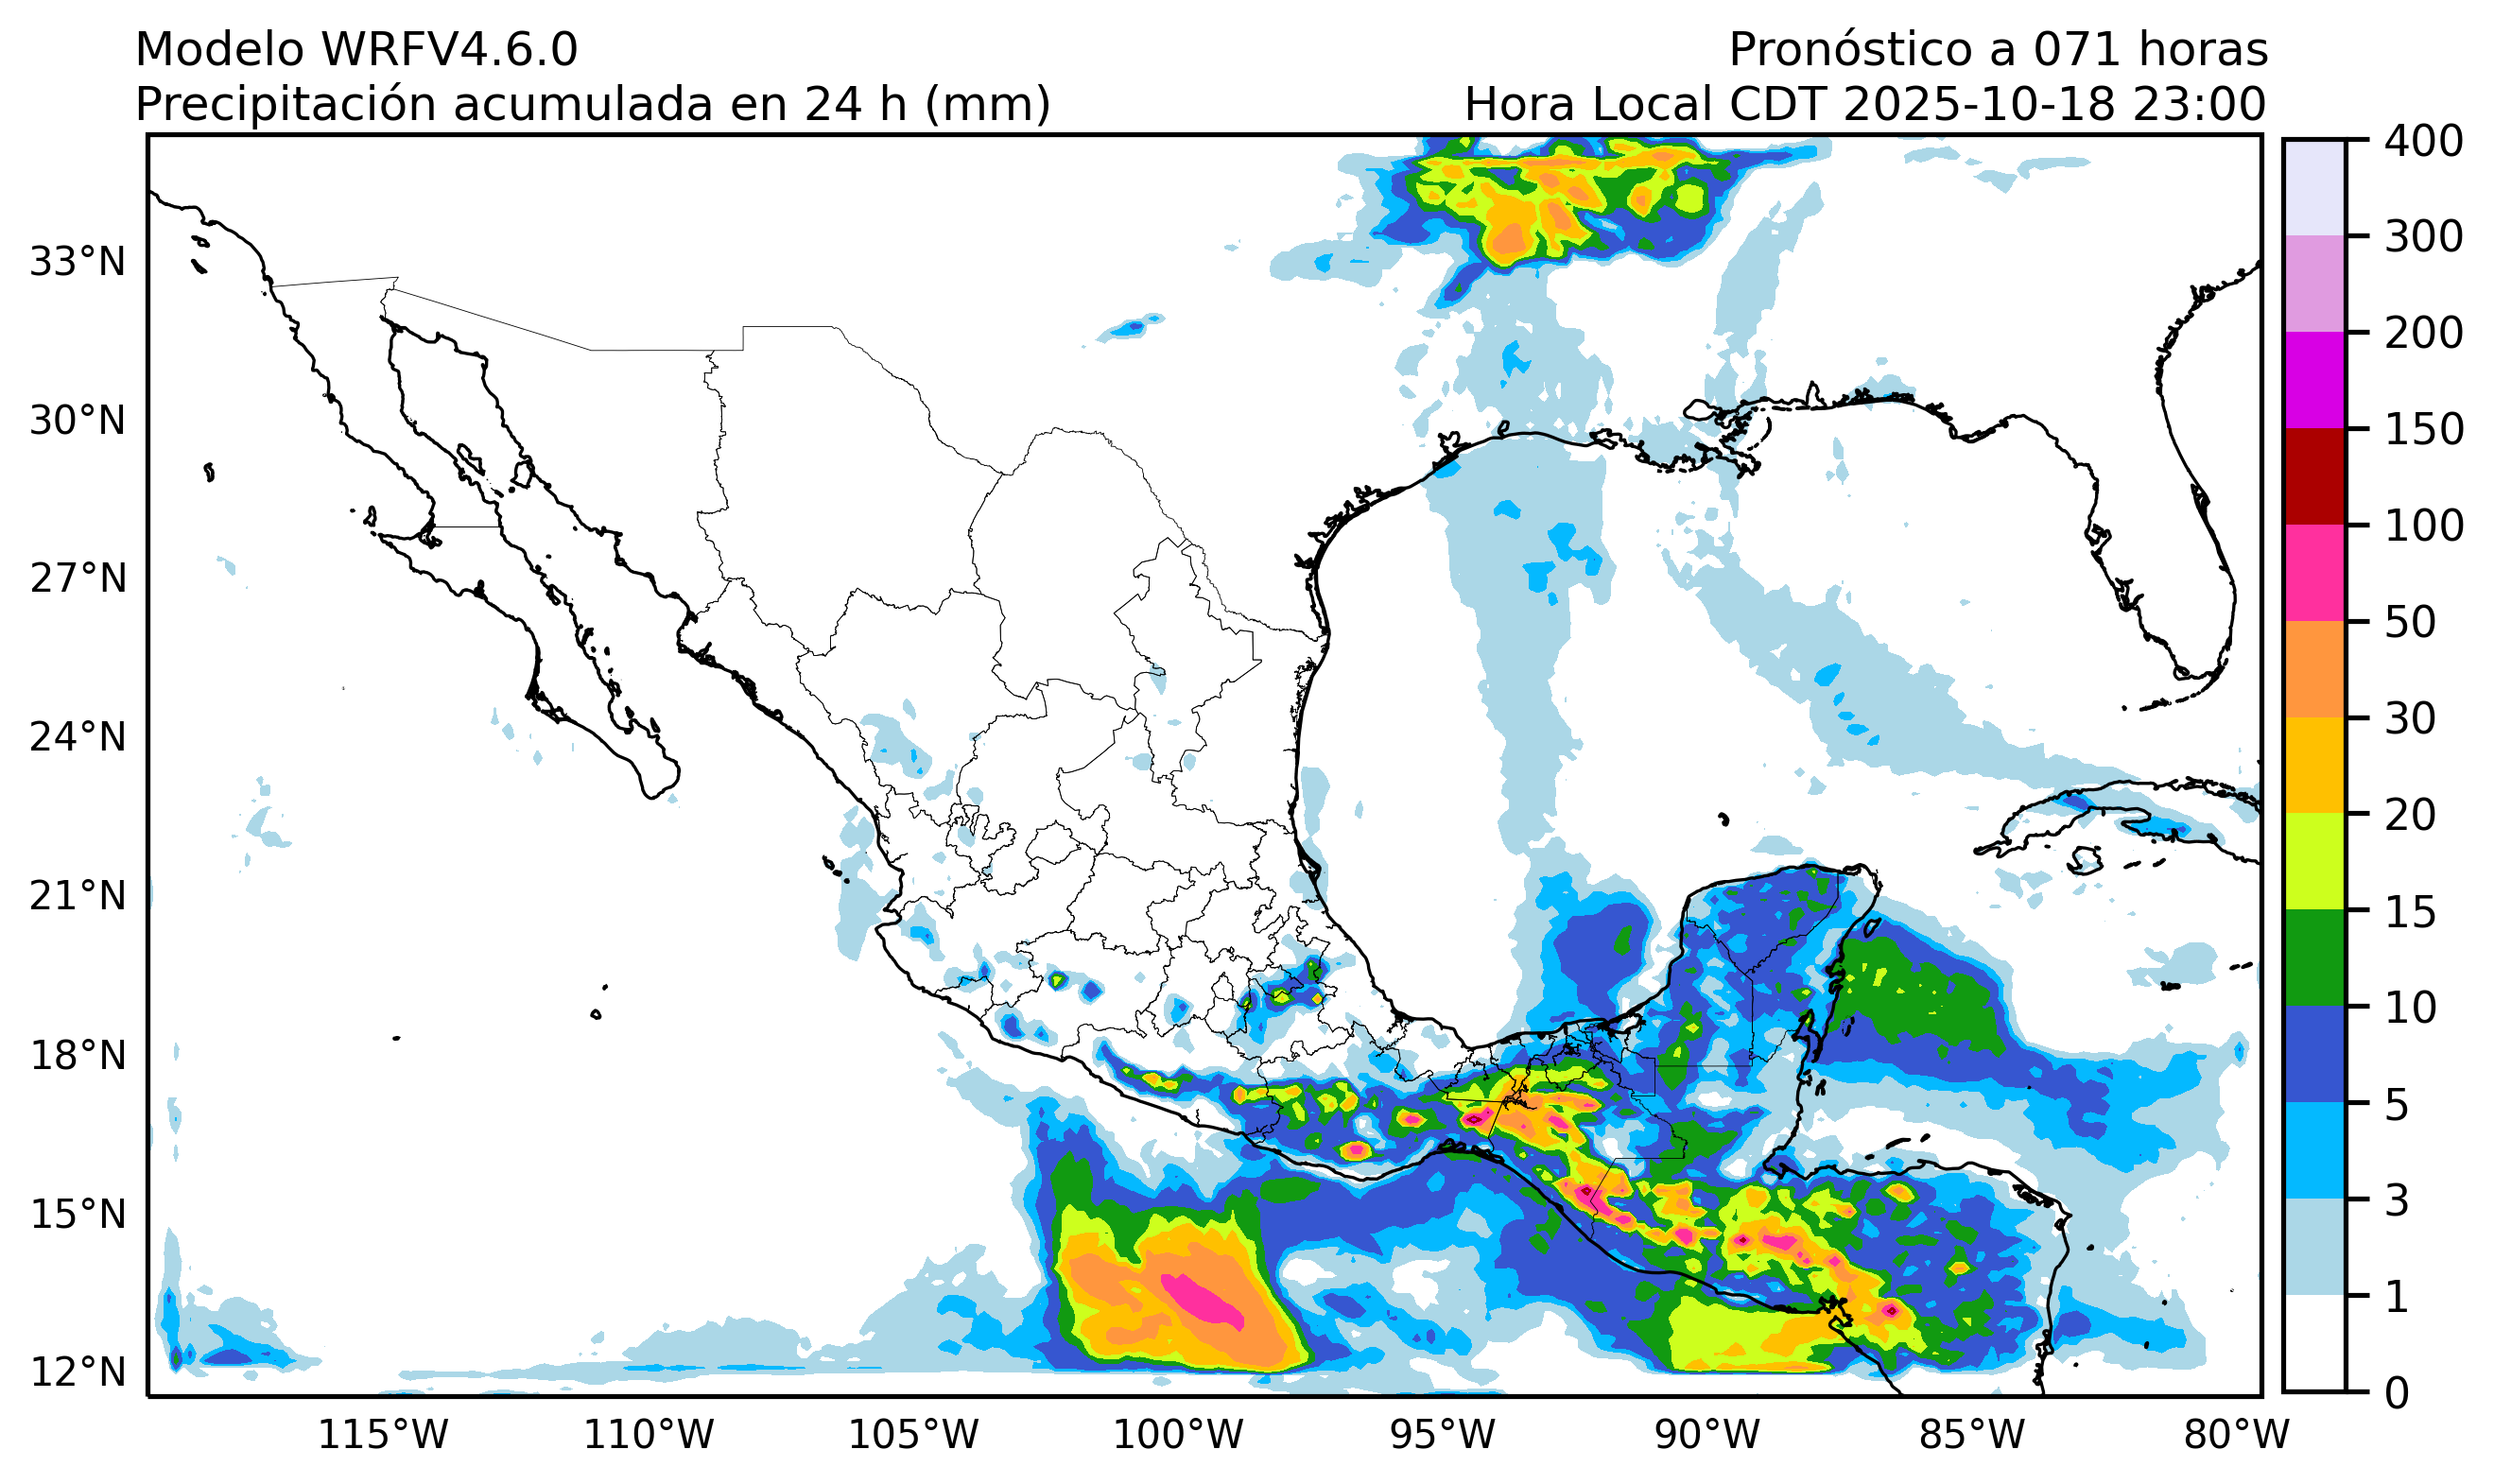 Modelo WRFV4.6.0
Pronóstico a 071 horas
Precipitación acumulada en 24 h (mm)
Hora Local CDT 2025-10-18 23:00
33°N
30°N
27°N
24°N
21°N
18°N
15°N
12°N
115°W
110°W
105°W
100°W
95°W
90°W
85°W
80°W
400
300
200
150
100
50
30
20
15
10
5
3
1
0